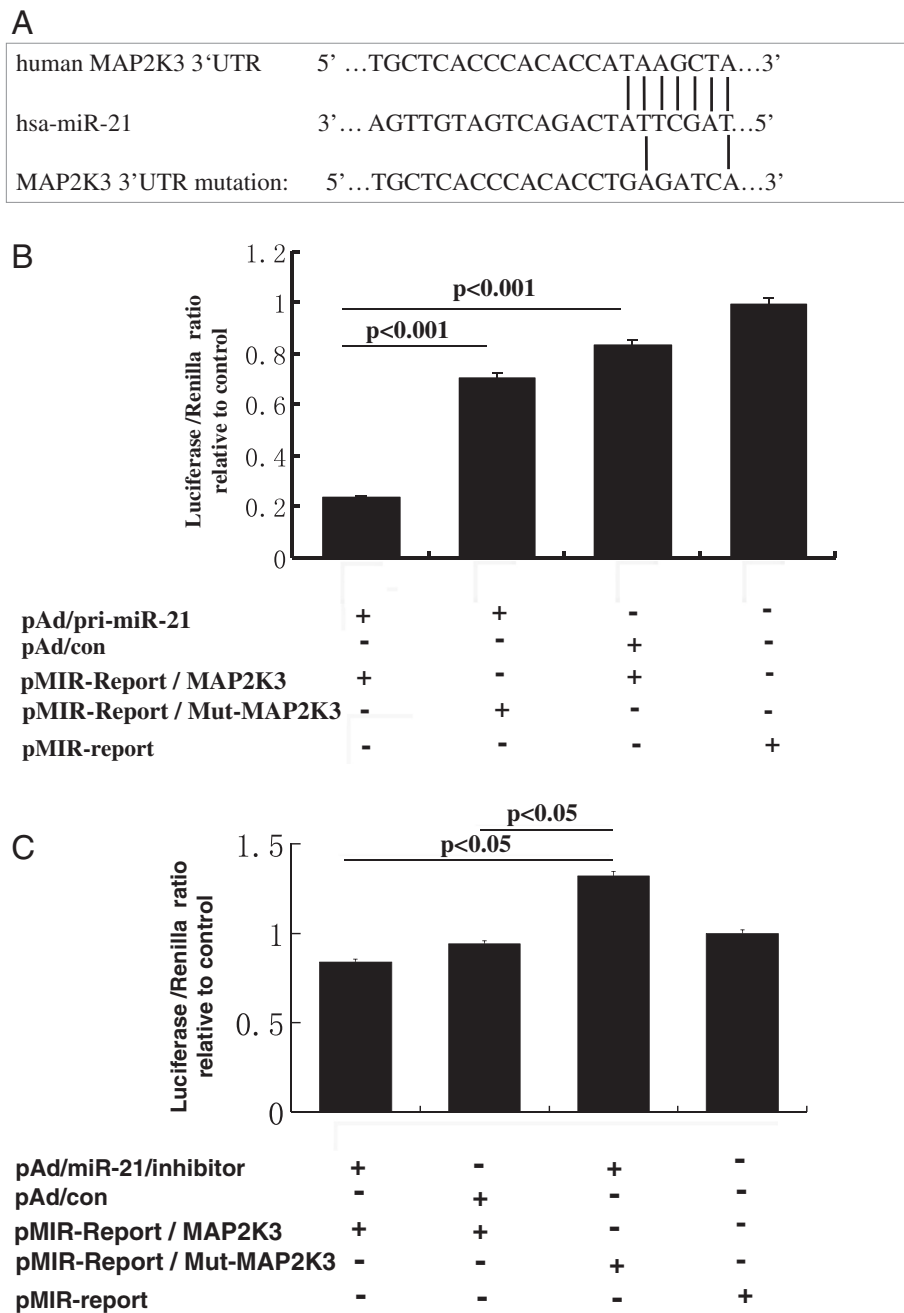 A
human MAP2K3 3‘UTR 5’ …TGCTCACCCACACCATAAGCTA…3’
hsa-miR-21 3’… AGTTGTAGTCAGACTATTCGAT…5’
MAP2K3 3’UTR mutation: 5’…TGCTCACCCACACCTGAGATCA…3’
B
Luciferase /Renilla ratio
relative to control
1.2
1
0.8
0.6
0.4
0.2
0
p<0.001
p<0.001
pAd/pri-miR-21 + + - -
pAd/con - - + -
pMIR-Report / MAP2K3 + - + -
pMIR-Report / Mut-MAP2K3 - + - -
pMIR-report - - - +
C
Luciferase /Renilla ratio
relative to control
1.5
1
0.5
0
p<0.05
p<0.05
pAd/miR-21/inhibitor + - + -
pAd/con - + - -
pMIR-Report / MAP2K3 + + - -
pMIR-Report / Mut-MAP2K3 - - + -
pMIR-report - - - +